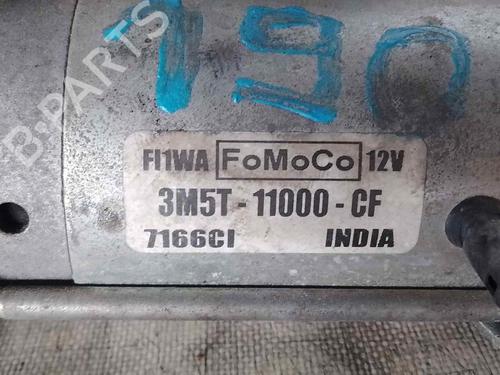 190
B-PARTS
FI1WA FoMoCo 12V
3M5T - 11000 - CF
7166CI INDIA